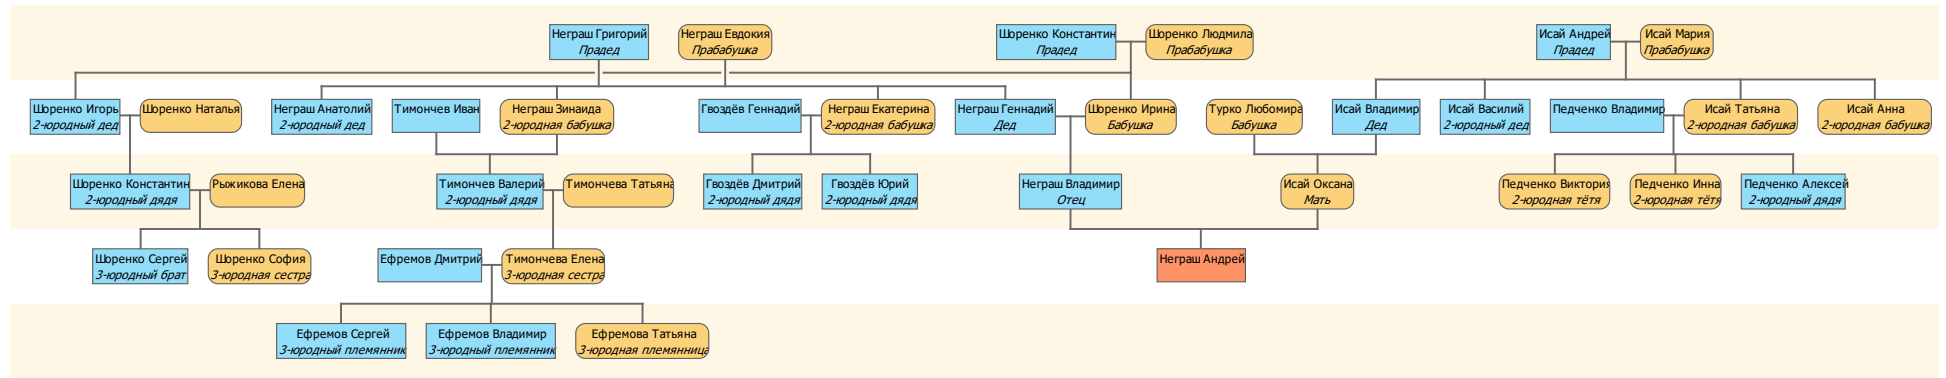 Неграш Григорий
Прадед
Неграш Евдокия
Прабабушка
Шоренко Константин
Прадед
Шоренко Людмила
Прабабушка
Исай Андрей
Прадед
Исай Мария
Прабабушка
Шоренко Игорь
2-юродный дед
Шоренко Наталья
Неграш Анатолий
2-юродный дед
Тимончев Иван
Неграш Зинаида
2-юродная бабушка
Гвоздёв Геннадий
Неграш Екатерина
2-юродная бабушка
Неграш Геннадий
Дед
Шоренко Ирина
Бабушка
Турко Любомира
Бабушка
Исай Владимир
Дед
Исай Василий
2-юродный дед
Педченко Владимир
Исай Татьяна
2-юродная бабушка
Исай Анна
2-юродная бабушка
Шоренко Константин
2-юродный дядя
Рыжикова Елена
Тимончев Валерий
2-юродный дядя
Тимончева Татьяна
Гвоздёв Дмитрий
2-юродный дядя
Гвоздёв Юрий
2-юродный дядя
Неграш Владимир
Отец
Исай Оксана
Мать
Педченко Виктория
2-юродная тётя
Педченко Инна
2-юродная тётя
Педченко Алексей
2-юродный дядя
Шоренко Сергей
3-юродный брат
Шоренко София
3-юродная сестра
Ефремов Дмитрий
Тимончева Елена
3-юродная сестра
Неграш Андрей
Ефремов Сергей
3-юродный племянник
Ефремов Владимир
3-юродный племянник
Ефремова Татьяна
3-юродная племянница